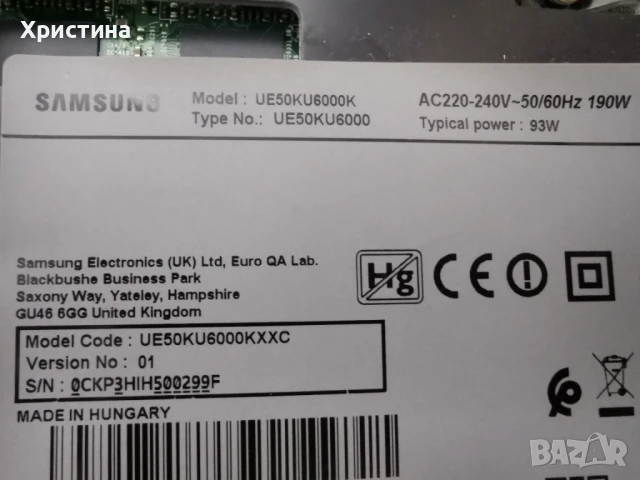 Христина
SAMSUNG
Model : UE50KU6000K
Type No.: UE50KU6000
AC220-240V~50/60Hz 190W
Typical power : 93W
Samsung Electronics (UK) Ltd, Euro QA Lab.
Blackbushe Business Park
Saxony Way, Yateley, Hampshire
GU46 6GG United Kingdom
Hg
CE
Model Code : UE50KU6000KXXC
Version No : 01
S/N : 0CKP3HIH500299F
MADE IN HUNGARY
BAZAR